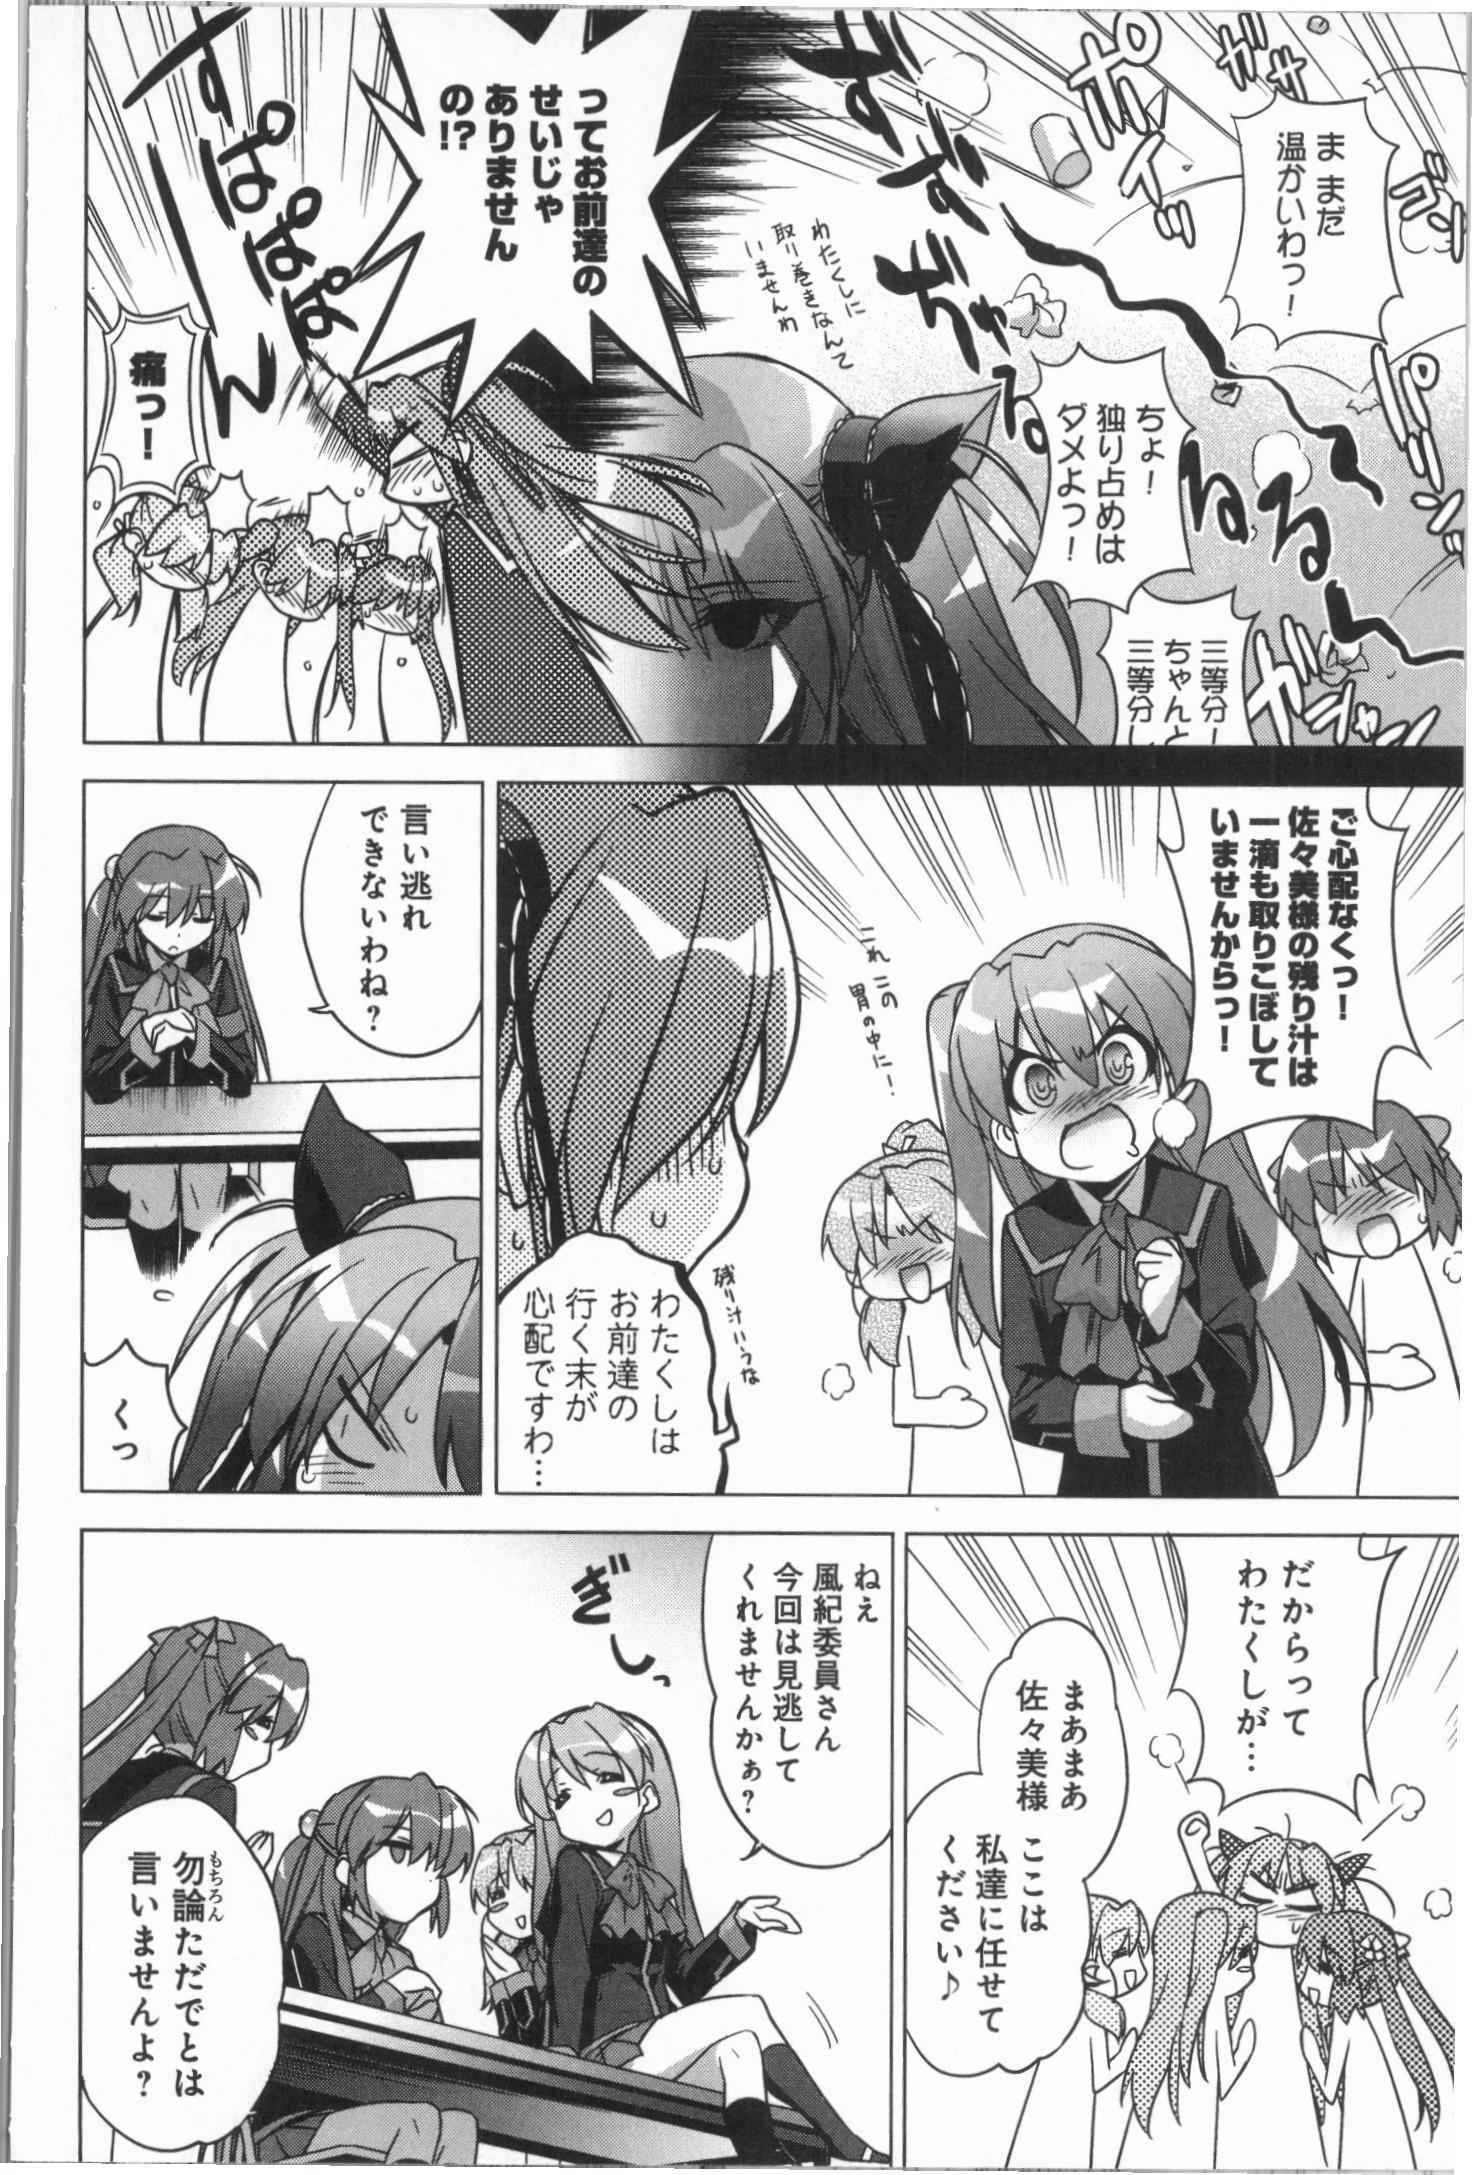 ま まだ
温かいわっ！
ポポイ
イッ
ちょ！
独り占めは
ダメよっ！
三等分！
ちゃんと
三等分し
わたくしに
取り巻きなんて
いませんわ
ってお前達の
せいじゃ
ありません
の！？
すぱぱぱぱーん
痛っ！
ご心配なくっ！
佐々美様の残り汁は
一滴も取りこぼして
いませんからっ！
これ この
胃の中に！
残り汁いうな
わたくしは
お前達の
行く末が
心配ですわ…
言い逃れ
できないわね？
くっ
だからって
わたくしが…
まあまあ
佐々美様
ここは
私達に任せて
ください♪
ねえ
風紀委員さん
今回は見逃して
くれませんかぁ？
ぎしっ
勿論ただでとは
もちろん
言いませんよ？